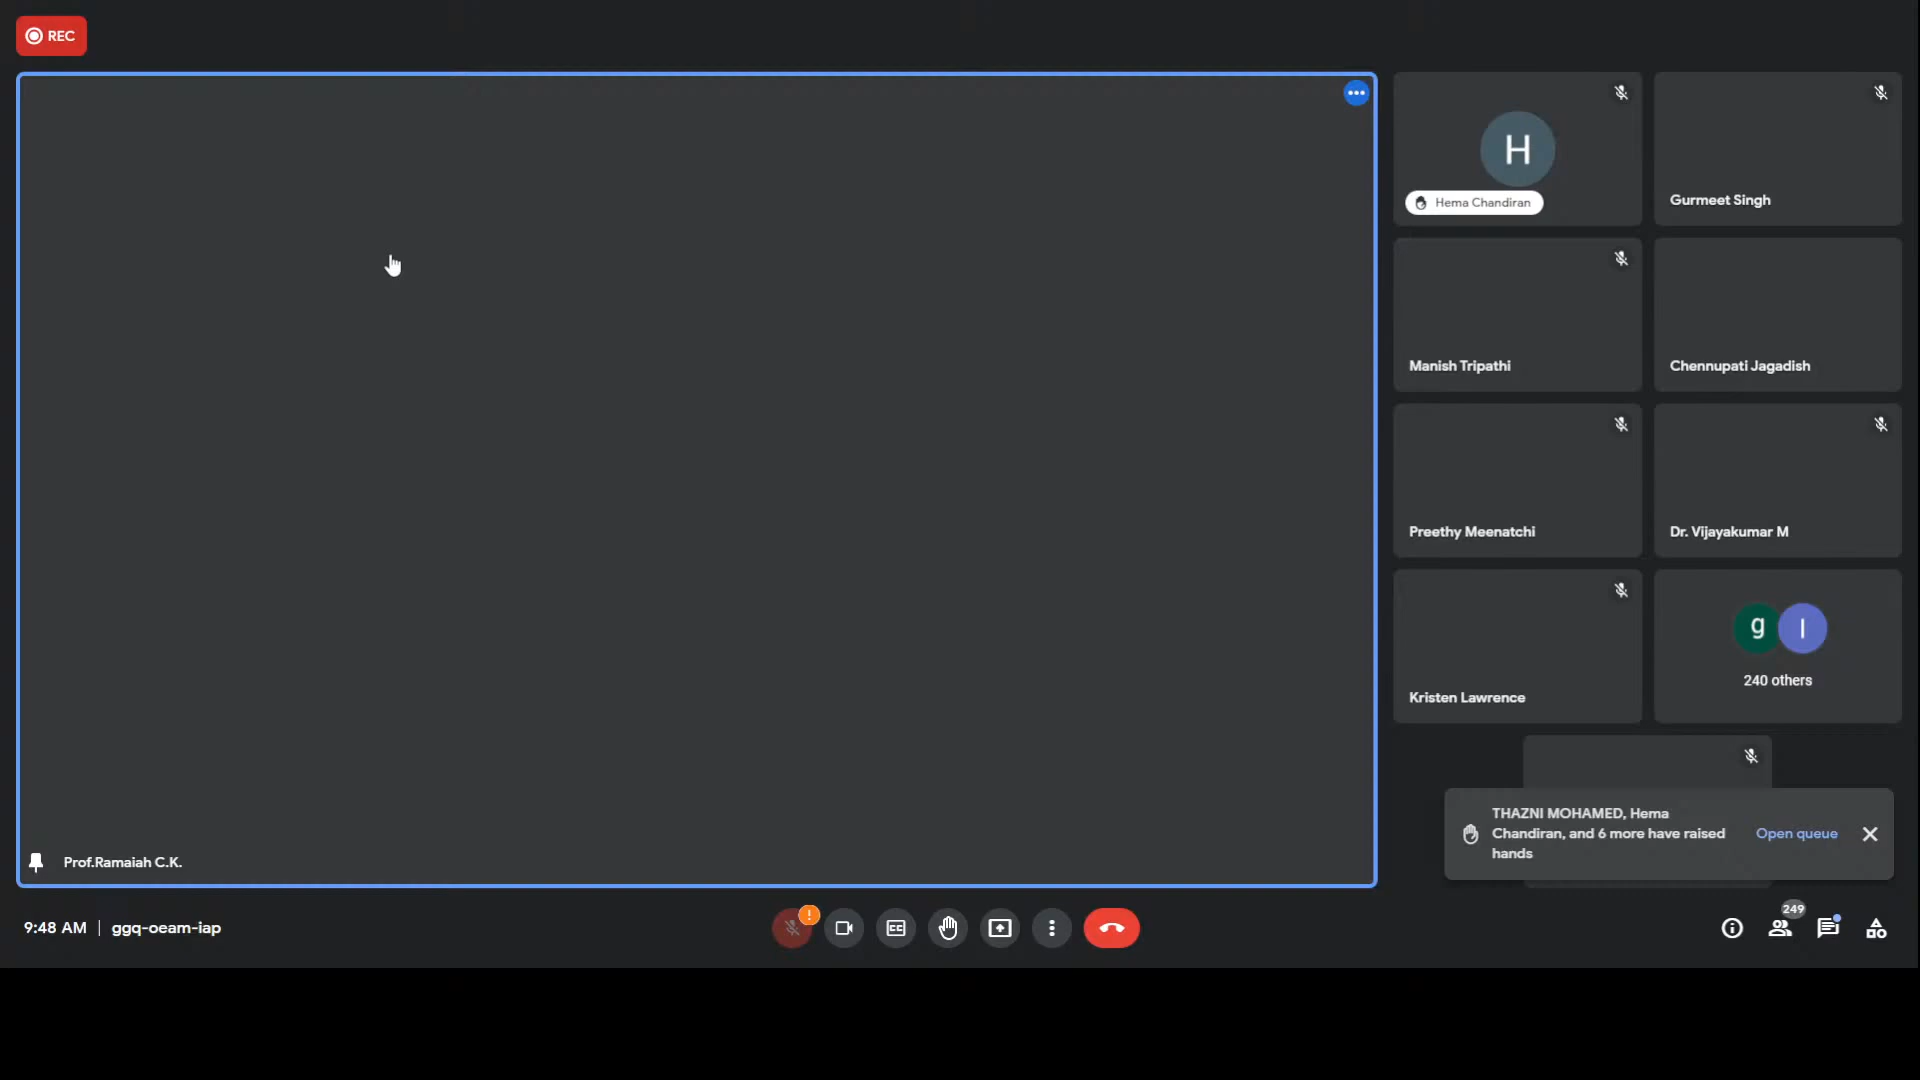 REC
H
Hema Chandiran
Gurmeet Singh
Manish Tripathi
Chennupati Jagadish
Preethy Meenatchi
Dr. Vijayakumar M
Kristen Lawrence
g I
240 others
Prof.Ramaiah C.K.
THAZNI MOHAMED, Hema
Chandiran, and 6 more have raised
hands
Open queue
9:48 AM | ggq-oeam-iap
!
CC
249